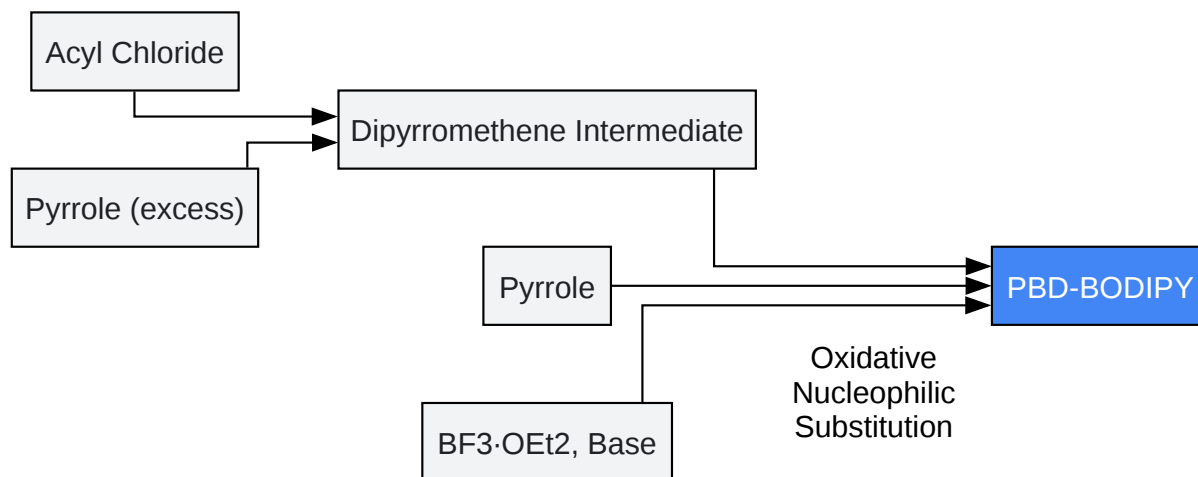 Acyl Chloride
Dipyrromethene Intermediate
Pyrrole (excess)
Pyrrole
PBD-BODIPY
Oxidative
Nucleophilic
Substitution
BF3·OEt2, Base